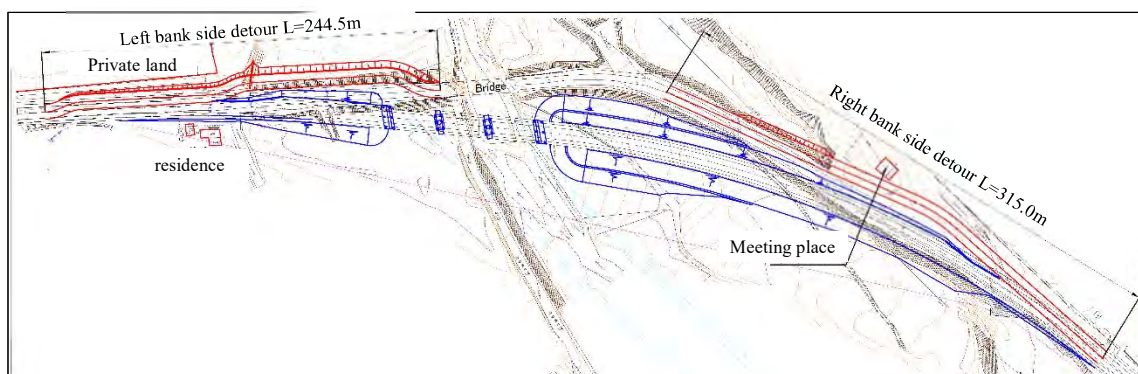 Left bank side detour L=244.5m
Private land
Bridge
Right bank side detour L=315.0m
residence
Meeting place